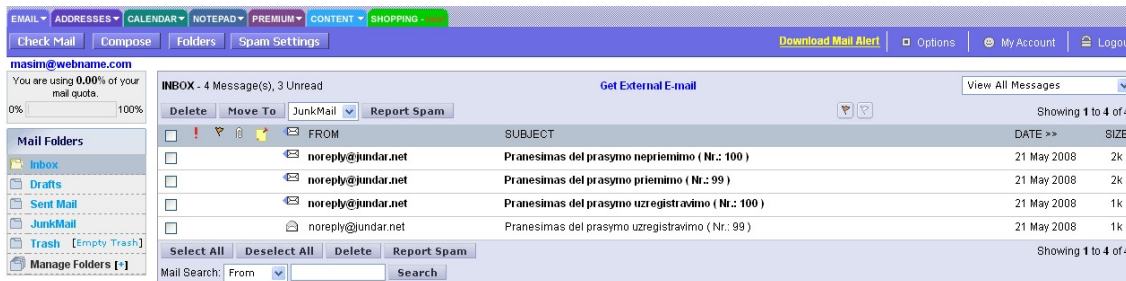 EMAIL ADDRESSES CALENDAR NOTEPAD PREMIUM CONTENT SHOPPING -
Check Mail Compose Folders Spam Settings Download Mail Alert Options My Account Logou
masim@webname.com
You are using 0.00% of your
mail quota.
0% 100%
INBOX - 4 Message(s), 3 Unread Get External E-mail View All Messages
Delete Move To JunkMail Report Spam Showing 1 to 4 of 4
Mail Folders
FROM SUBJECT DATE >> SIZE
Inbox
noreply@jundar.net Pranesimas del prasymo nepriemimo ( Nr.: 100 ) 21 May 2008 2k
Drafts
noreply@jundar.net Pranesimas del prasymo priemimo ( Nr.: 99 ) 21 May 2008 2k
Sent Mail
noreply@jundar.net Pranesimas del prasymo uzregistravimo ( Nr.: 100 ) 21 May 2008 1k
JunkMail
noreply@jundar.net Pranesimas del prasymo uzregistravimo ( Nr.: 99 ) 21 May 2008 1k
Trash [Empty Trash]
Select All Deselect All Delete Report Spam Showing 1 to 4 of 4
Manage Folders [+]
Mail Search: From Search